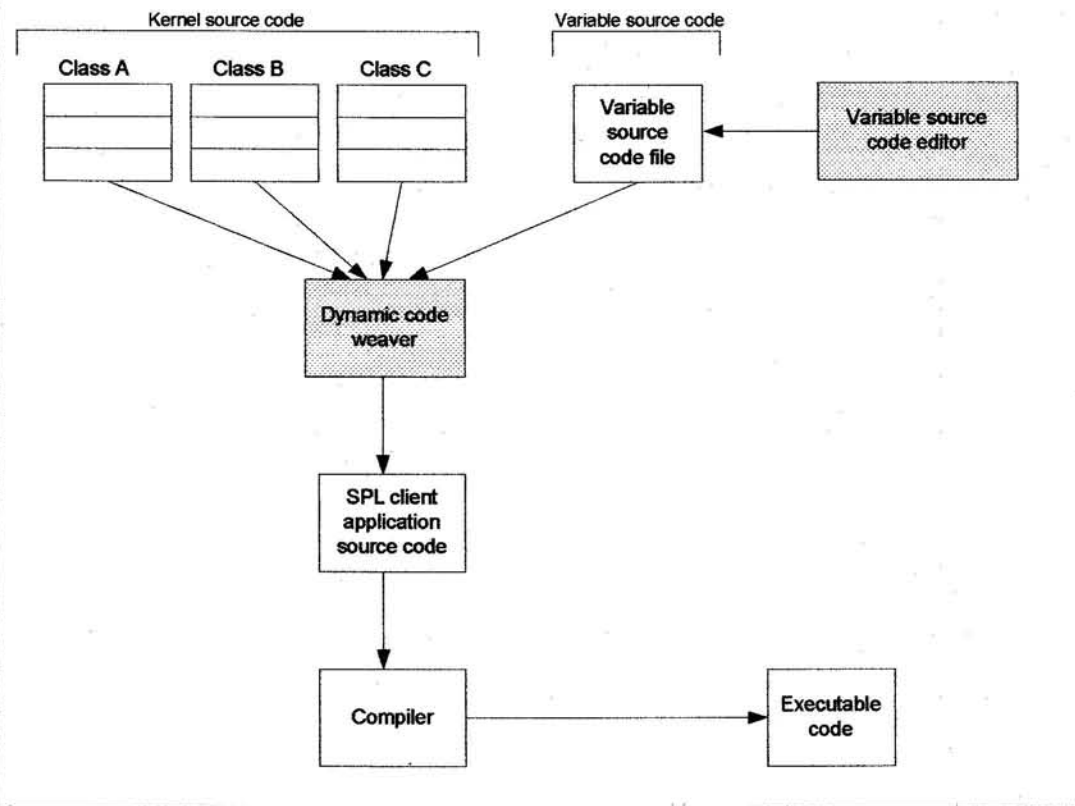 Kernel source code
Variable source code
Class A
Class B
Class C
Variable
source
code file
Variable source
code editor
Dynamic code
weaver
SPL client
application
source code
Compiler
Executable
code